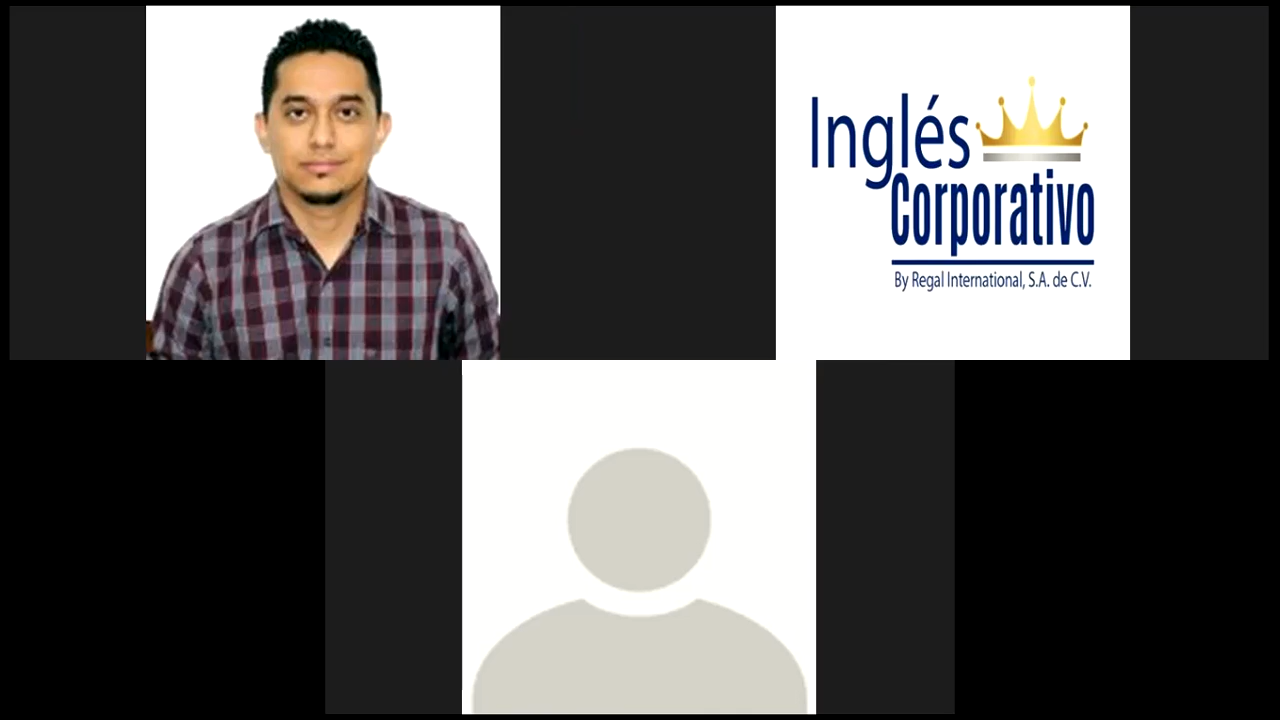 Inglés
Corporativo
By Regal International, S.A. de C.V.